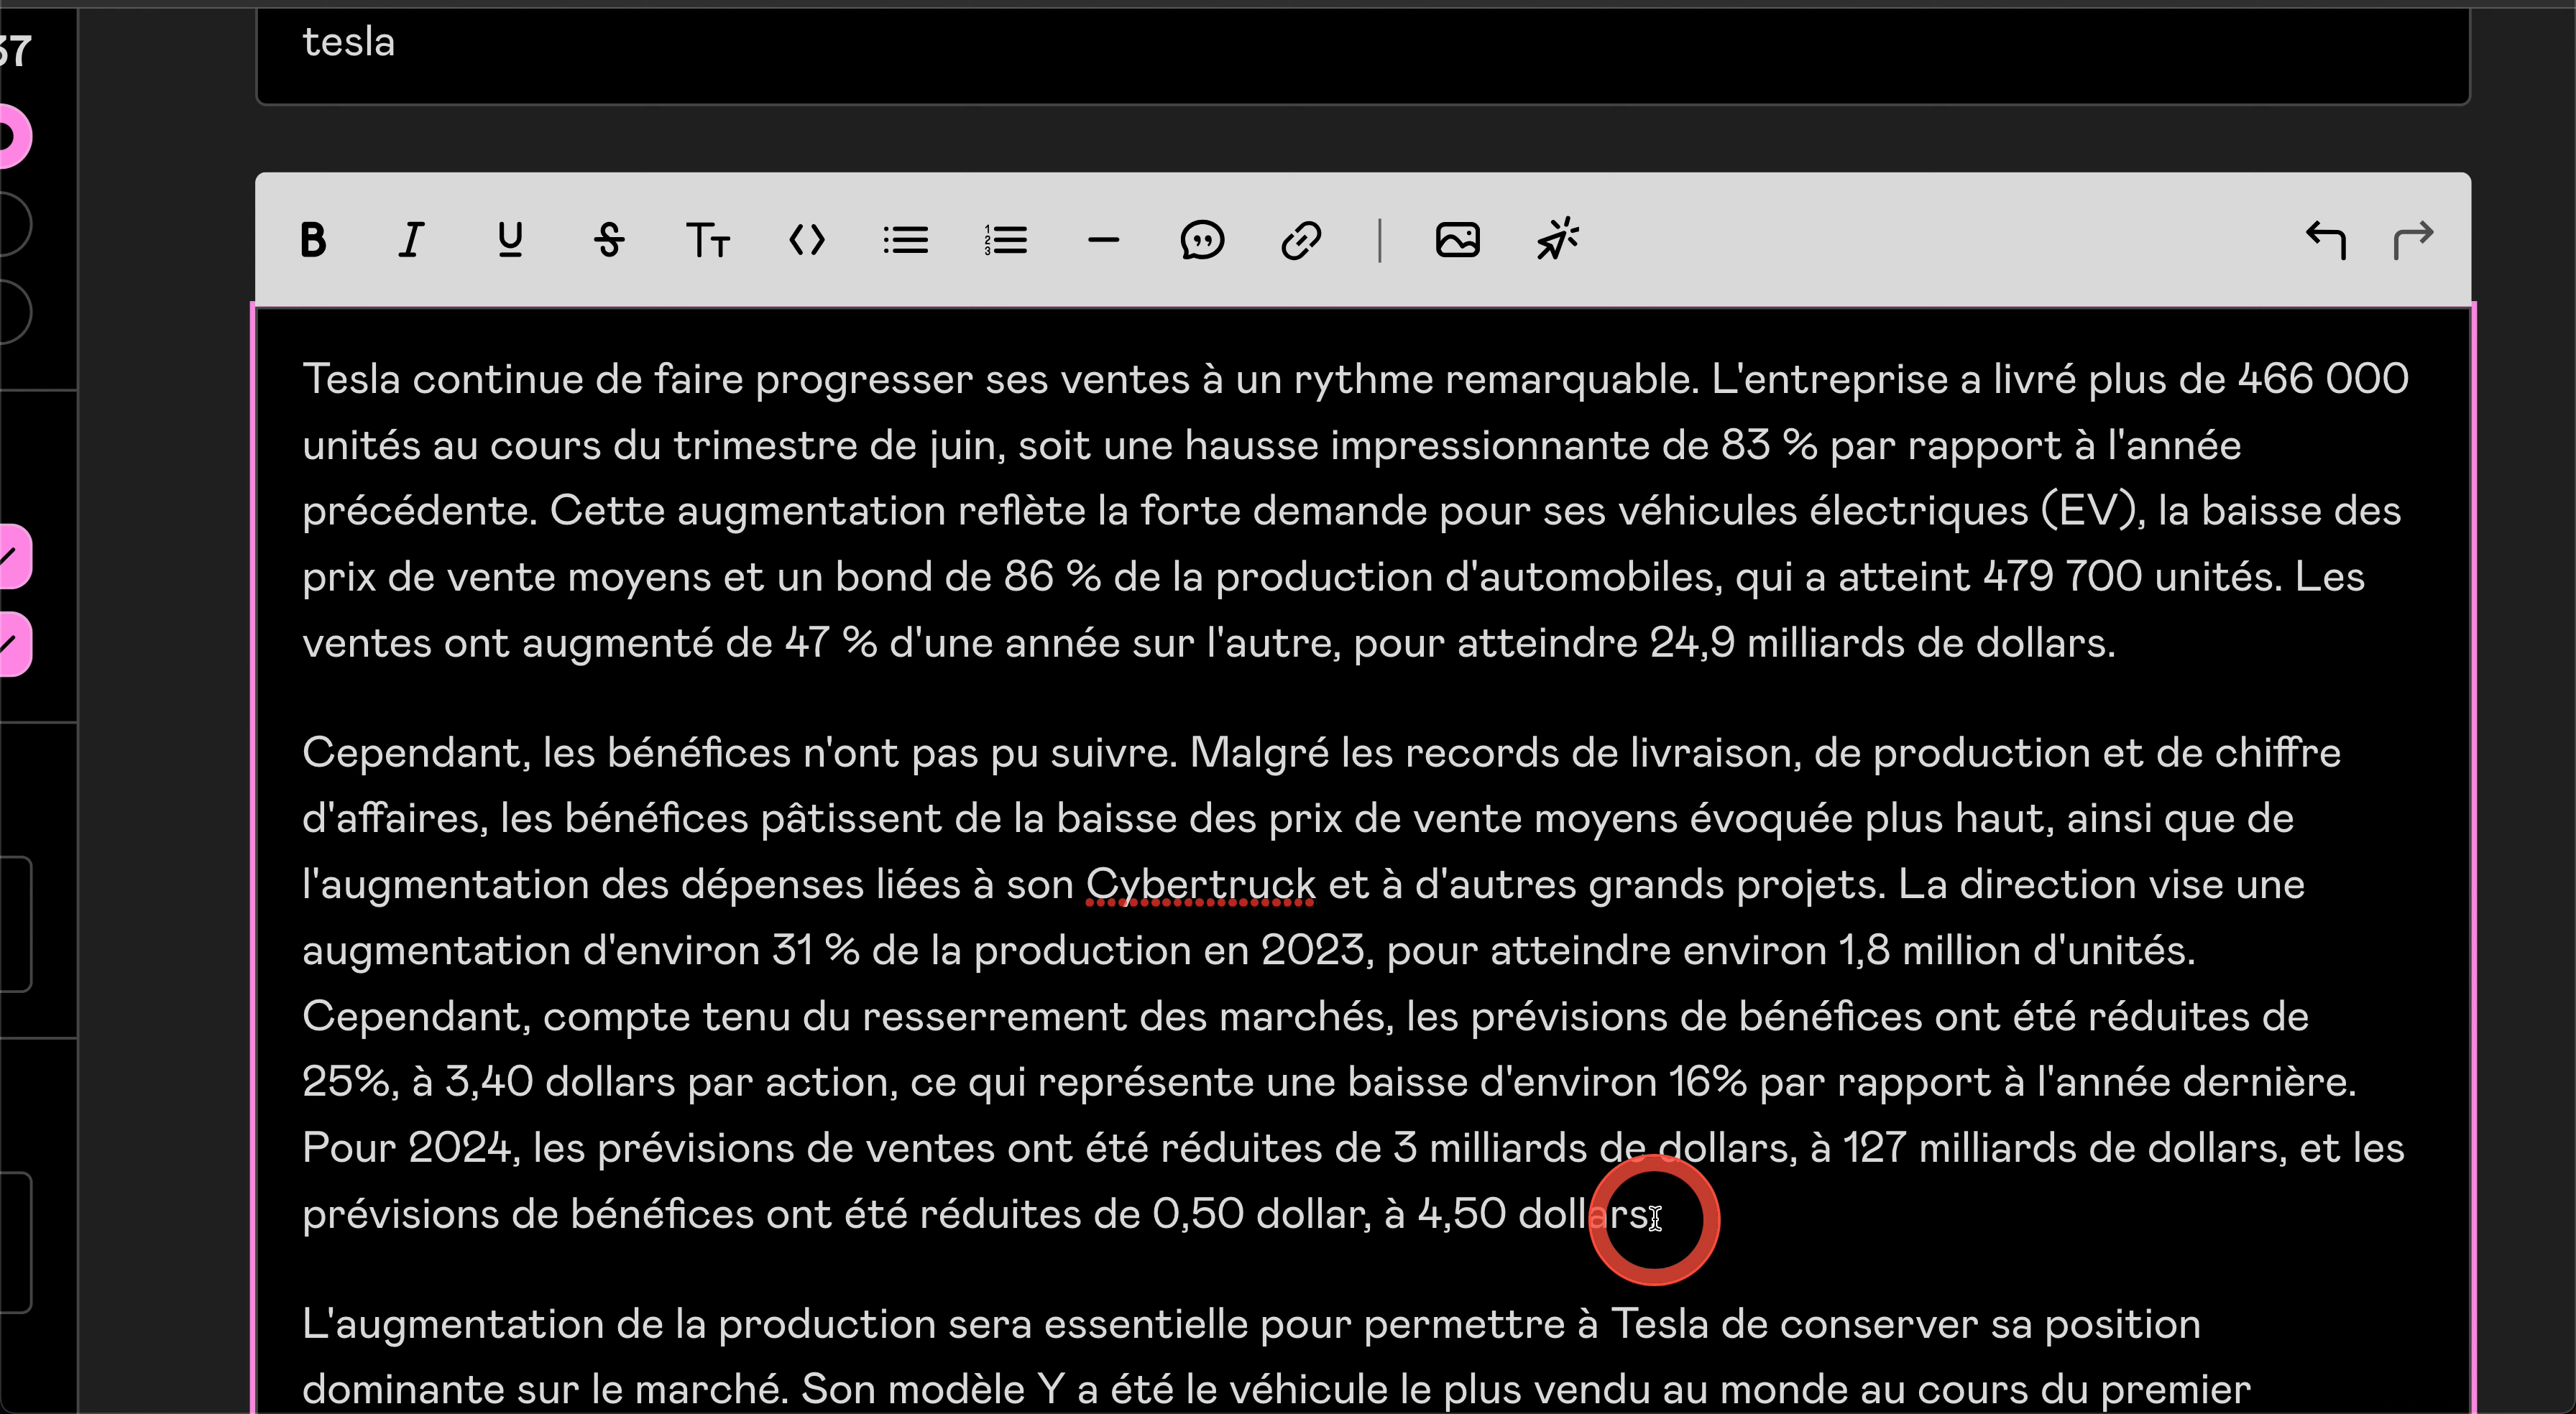 37
tesla
B I U S TT
Tesla continue de faire progresser ses ventes à un rythme remarquable. L'entreprise a livré plus de 466 000
unités au cours du trimestre de juin, soit une hausse impressionnante de 83 % par rapport à l'année
précédente. Cette augmentation reflète la forte demande pour ses véhicules électriques (EV), la baisse des
prix de vente moyens et un bond de 86 % de la production d'automobiles, qui a atteint 479 700 unités. Les
ventes ont augmenté de 47 % d'une année sur l'autre, pour atteindre 24,9 milliards de dollars.
Cependant, les bénéfices n'ont pas pu suivre. Malgré les records de livraison, de production et de chiffre
d'affaires, les bénéfices pâtissent de la baisse des prix de vente moyens évoquée plus haut, ainsi que de
l'augmentation des dépenses liées à son Cybertruck et à d'autres grands projets. La direction vise une
augmentation d'environ 31 % de la production en 2023, pour atteindre environ 1,8 million d'unités.
Cependant, compte tenu du resserrement des marchés, les prévisions de bénéfices ont été réduites de
25%, à 3,40 dollars par action, ce qui représente une baisse d'environ 16% par rapport à l'année dernière.
Pour 2024, les prévisions de ventes ont été réduites de 3 milliards de dollars, à 127 milliards de dollars, et les
prévisions de bénéfices ont été réduites de 0,50 dollar, à 4,50 dollars.
L'augmentation de la production sera essentielle pour permettre à Tesla de conserver sa position
dominante sur le marché. Son modèle Y a été le véhicule le plus vendu au monde au cours du premier